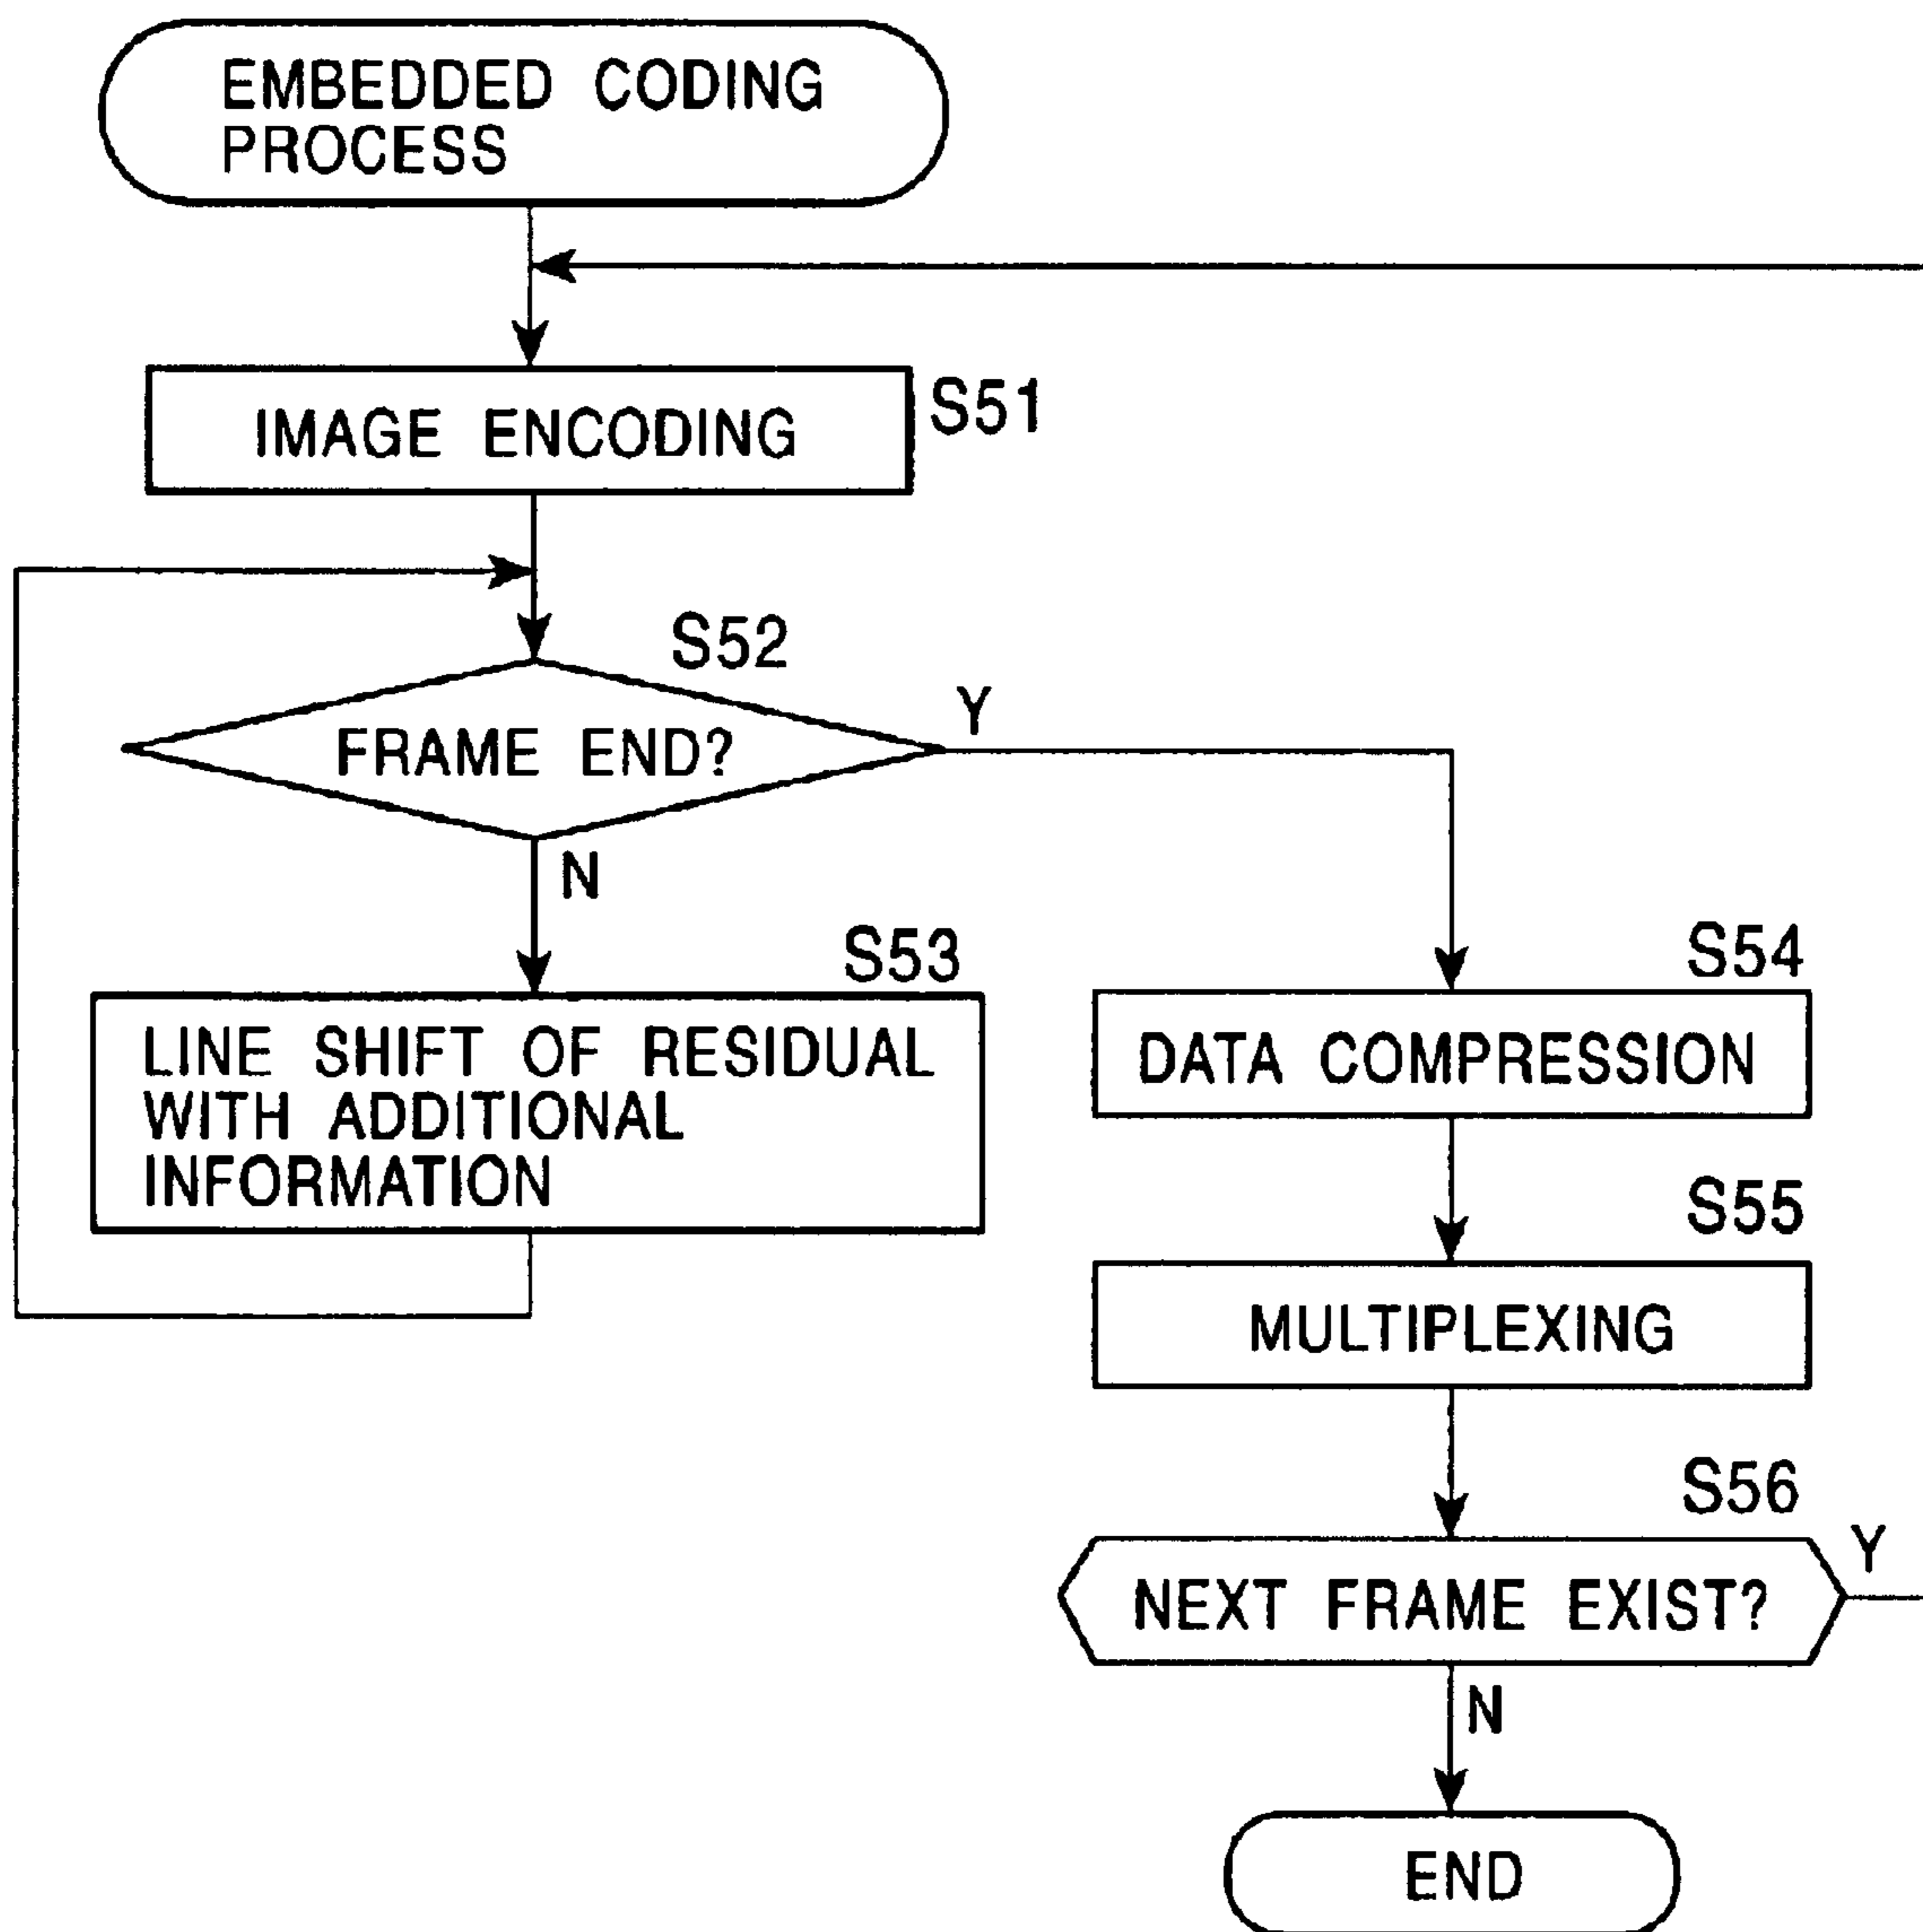 EMBEDDED CODING
PROCESS
IMAGE ENCODING
S51
S52
FRAME END?
Y
N
S53
LINE SHIFT OF RESIDUAL
WITH ADDITIONAL
INFORMATION
S54
DATA COMPRESSION
S55
MULTIPLEXING
S56
NEXT FRAME EXIST?
Y
N
END